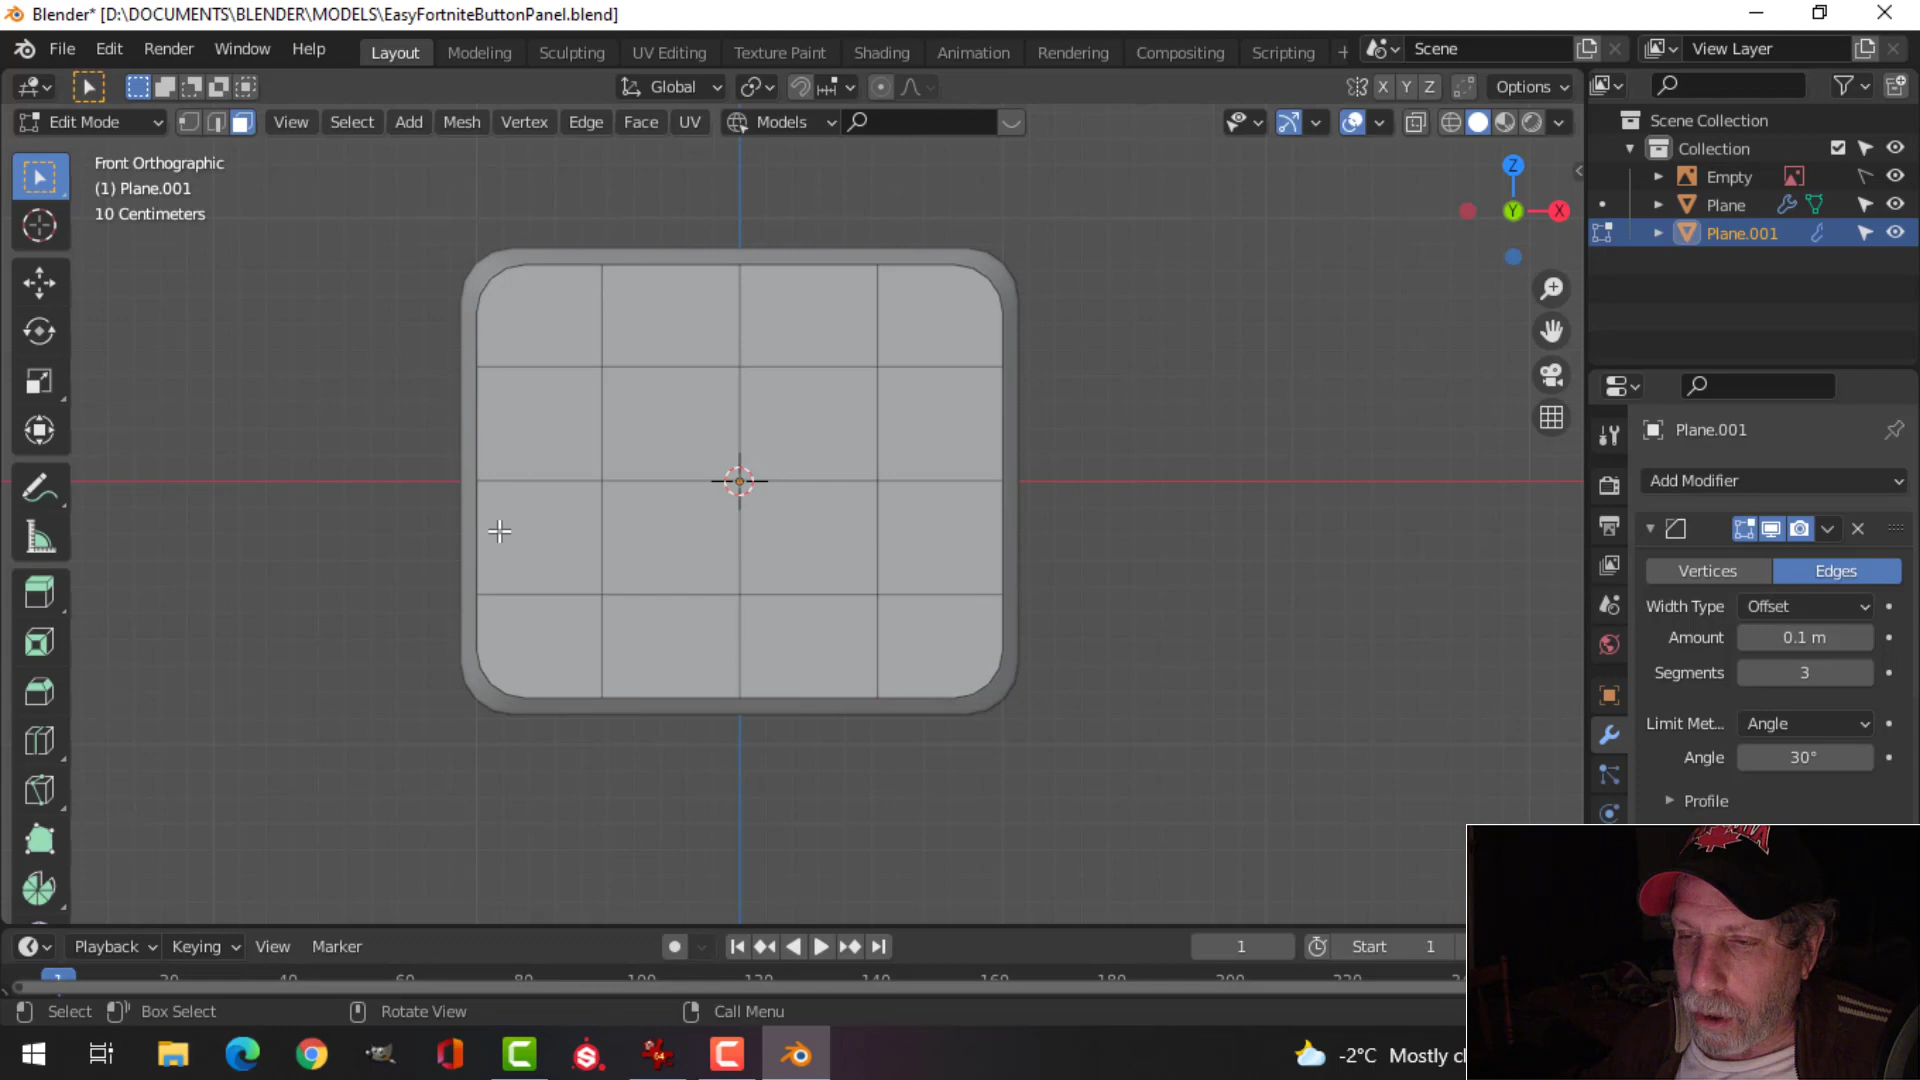 Blender* [D:\DOCUMENTS\BLENDER\MODELS\EasyFortniteButtonPanel.blend]
File Edit Render Window Help Layout Modeling Sculpting UV Editing Texture Paint Shading Animation Rendering Compositing Scripting + Scene View Layer
Global X Y Z Options
Edit Mode View Select Add Mesh Vertex Edge Face UV Models
Scene Collection
Collection
Empty
Plane
Plane.001
Front Orthographic
(1) Plane.001
10 Centimeters
Z
Y X
Plane.001
Add Modifier
Vertices Edges
Width Type Offset
Amount 0.1 m
Segments 3
Limit Met... Angle
Angle 30°
Profile
Playback Keying View Marker 1 Start 1
1
Select Box Select Rotate View Call Menu
-2°C Mostly cl